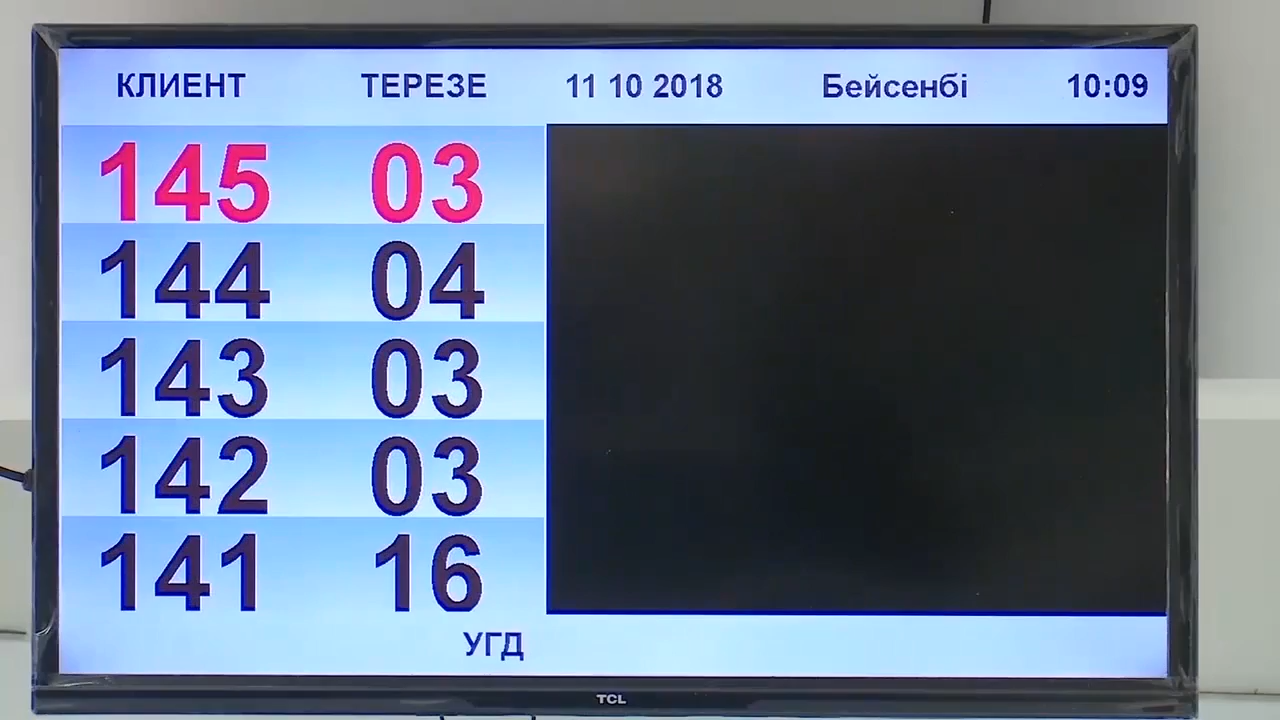 КЛИЕНТ ТЕРЕЗЕ 11 10 2018 Бейсенбі 10:09
145 03
144 04
143 03
142 03
141 16
УГД
TCL